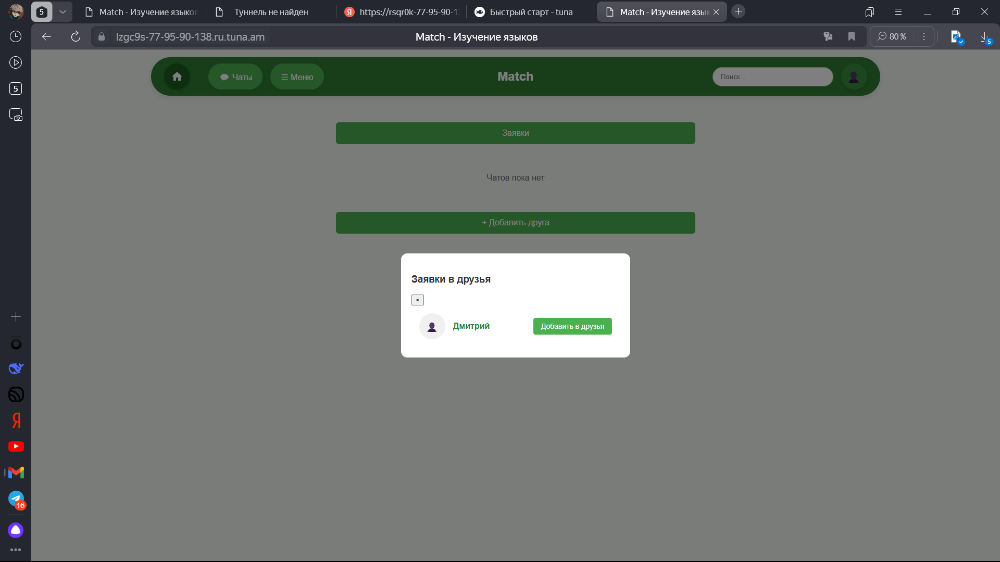 5
Match - Изучение языков
Туннель не найден
https://rsqr0k-77-95-90-1
Быстрый старт - tuna
Match - Изучение язык
lzgc9s-77-95-90-138.ru.tuna.am
Match - Изучение языков
80 %
5
5
Чаты
Меню
Match
Поиск...
Заявки
Чатов пока нет
+ Добавить друга
Заявки в друзья
×
Дмитрий
Добавить в друзья
Я
16